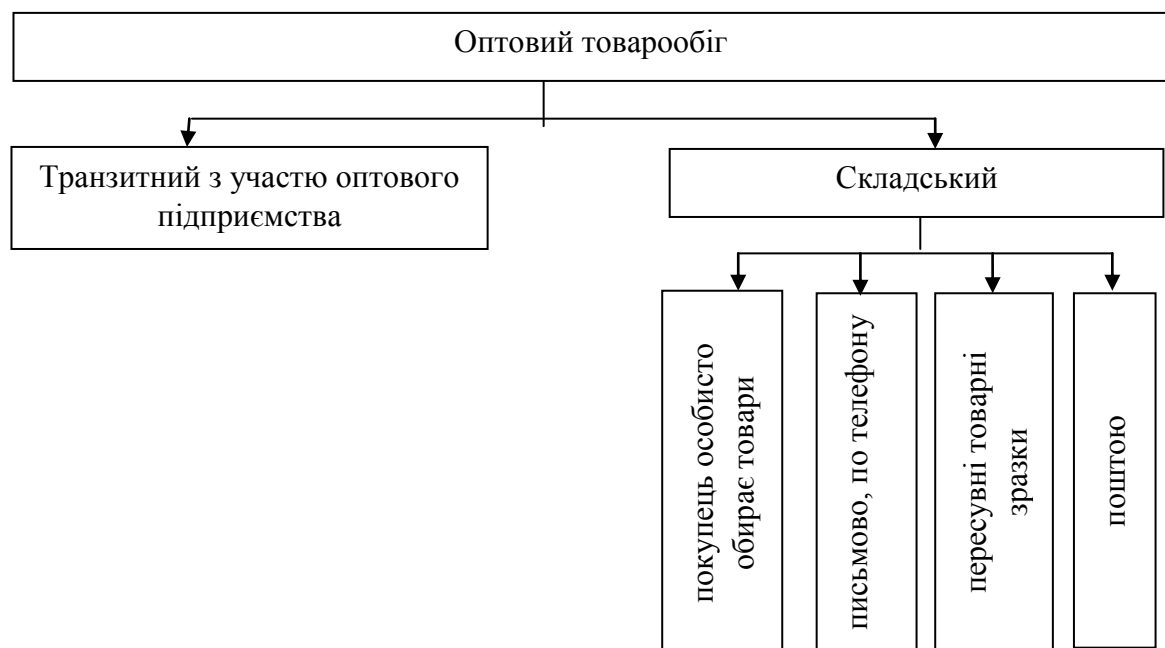 Оптовий товарообіг
Транзитний з участю оптового
підприємства
Складський
покупець особисто
обирає товари
письмово, по телефону
пересувні товарні
зразки
поштою